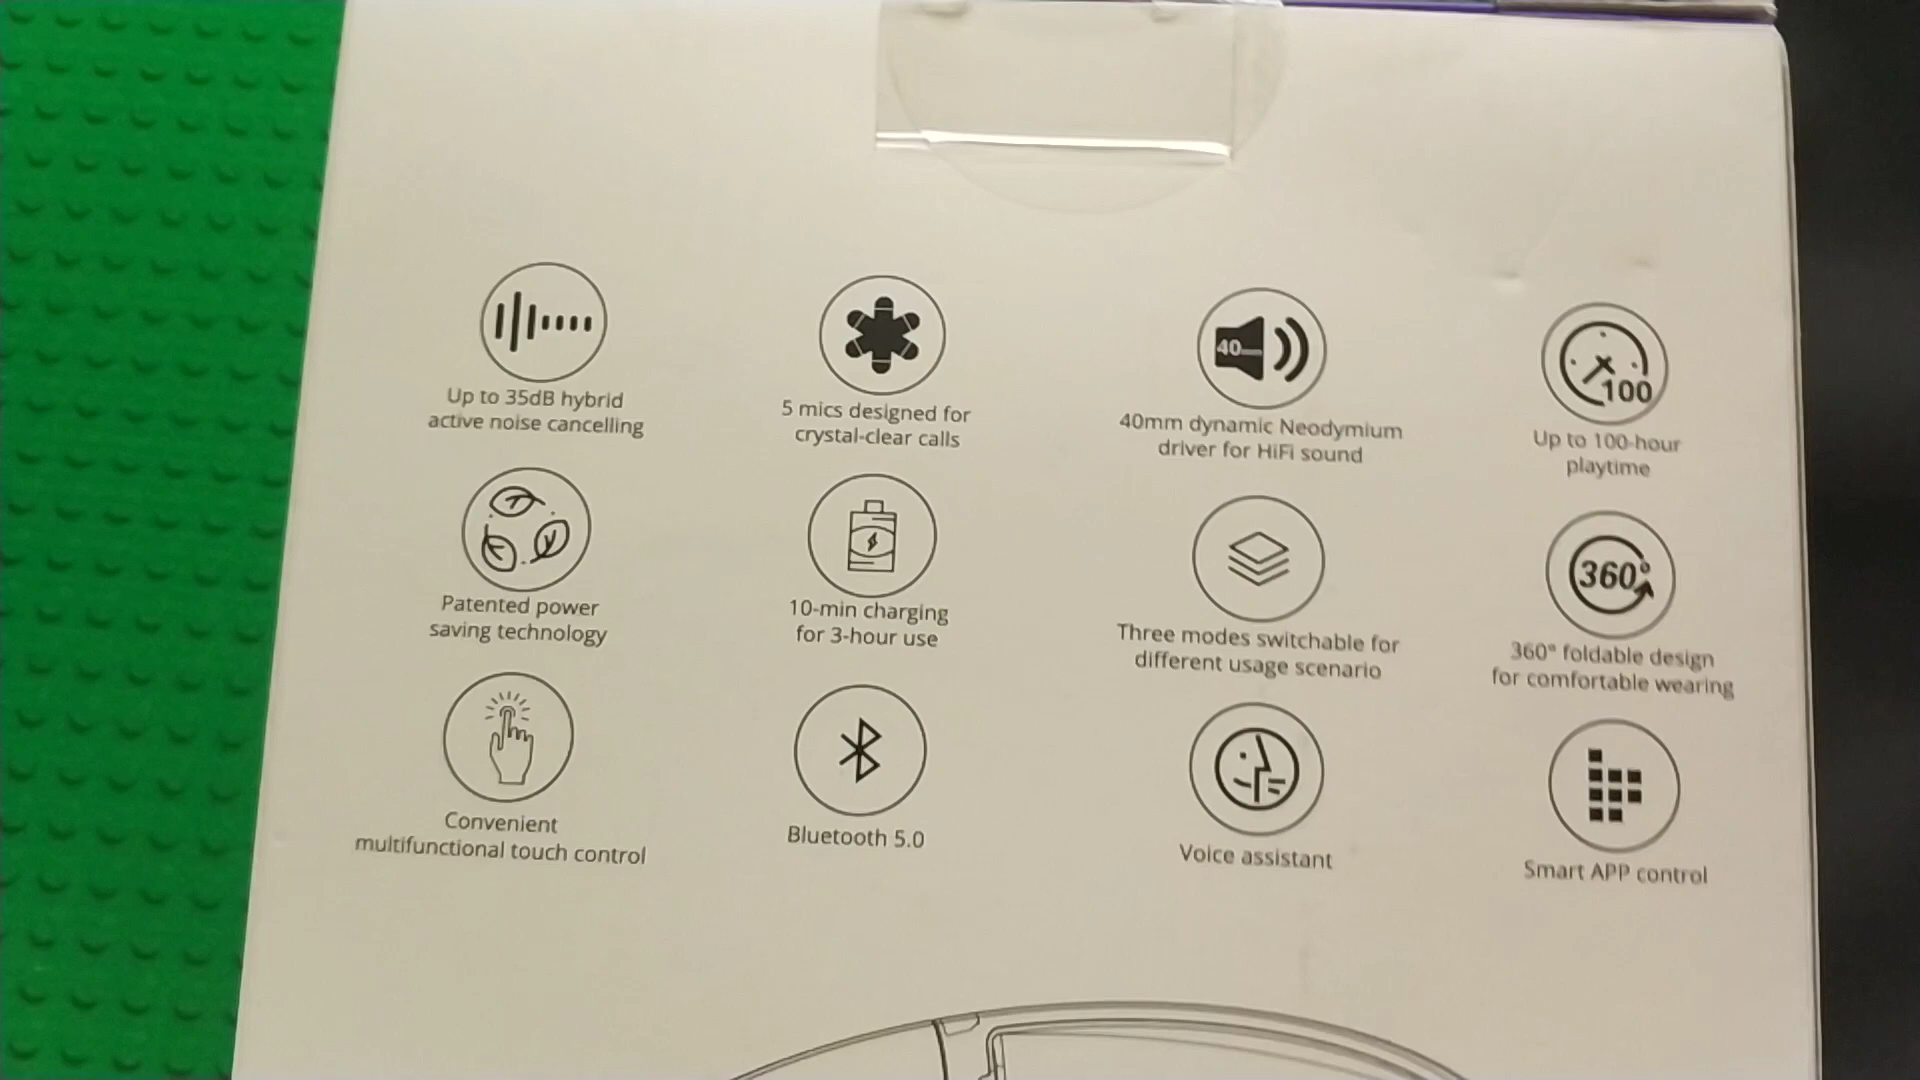 40
100
Up to 35dB hybrid
active noise cancelling
5 mics designed for
crystal-clear calls
40mm dynamic Neodymium
driver for HiFi sound
Up to 100-hour
playtime
360°
Patented power
saving technology
10-min charging
for 3-hour use
Three modes switchable for
different usage scenario
360° foldable design
for comfortable wearing
Convenient
multifunctional touch control
Bluetooth 5.0
Voice assistant
Smart APP control